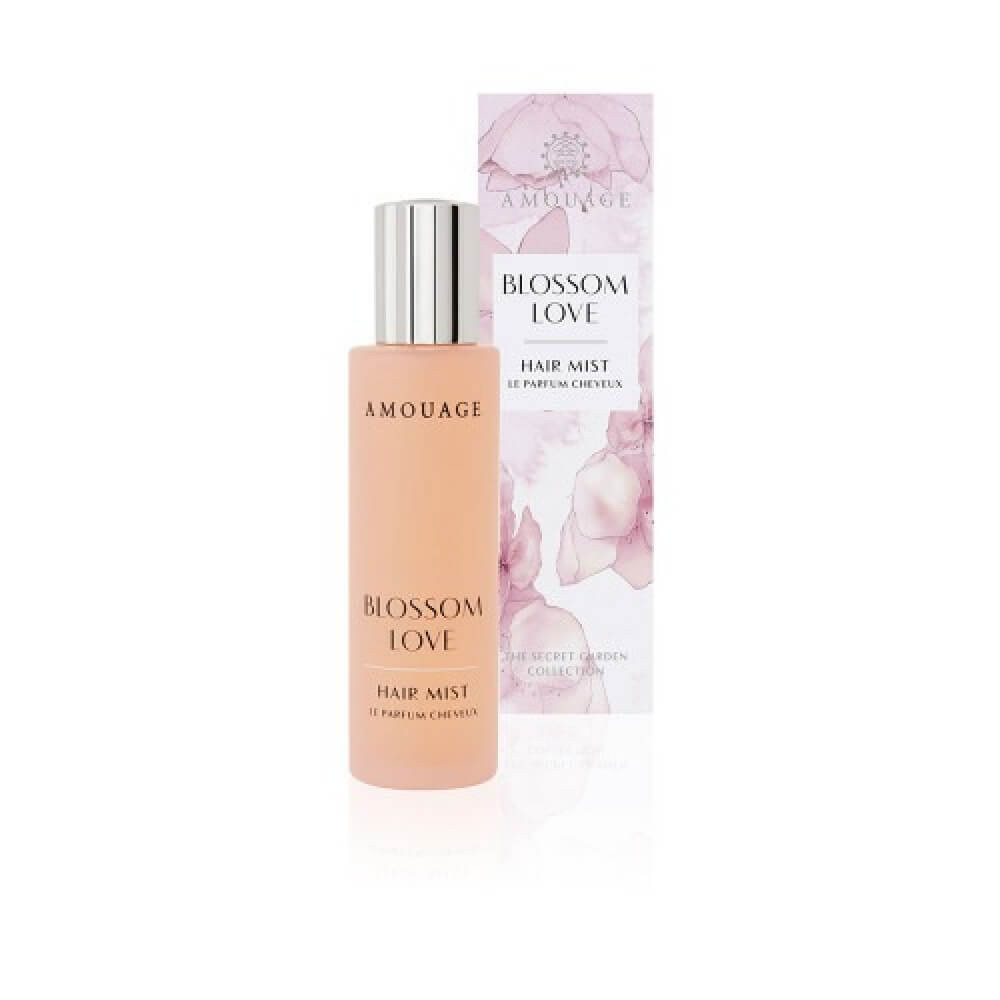 AMOUAGE
BLOSSOM
LOVE
HAIR MIST
LE PARFUM CHEVEUX
THE SECRET GARDEN
COLLECTION
AMOUAGE
BLOSSOM
LOVE
HAIR MIST
LE PARFUM CHEVEUX